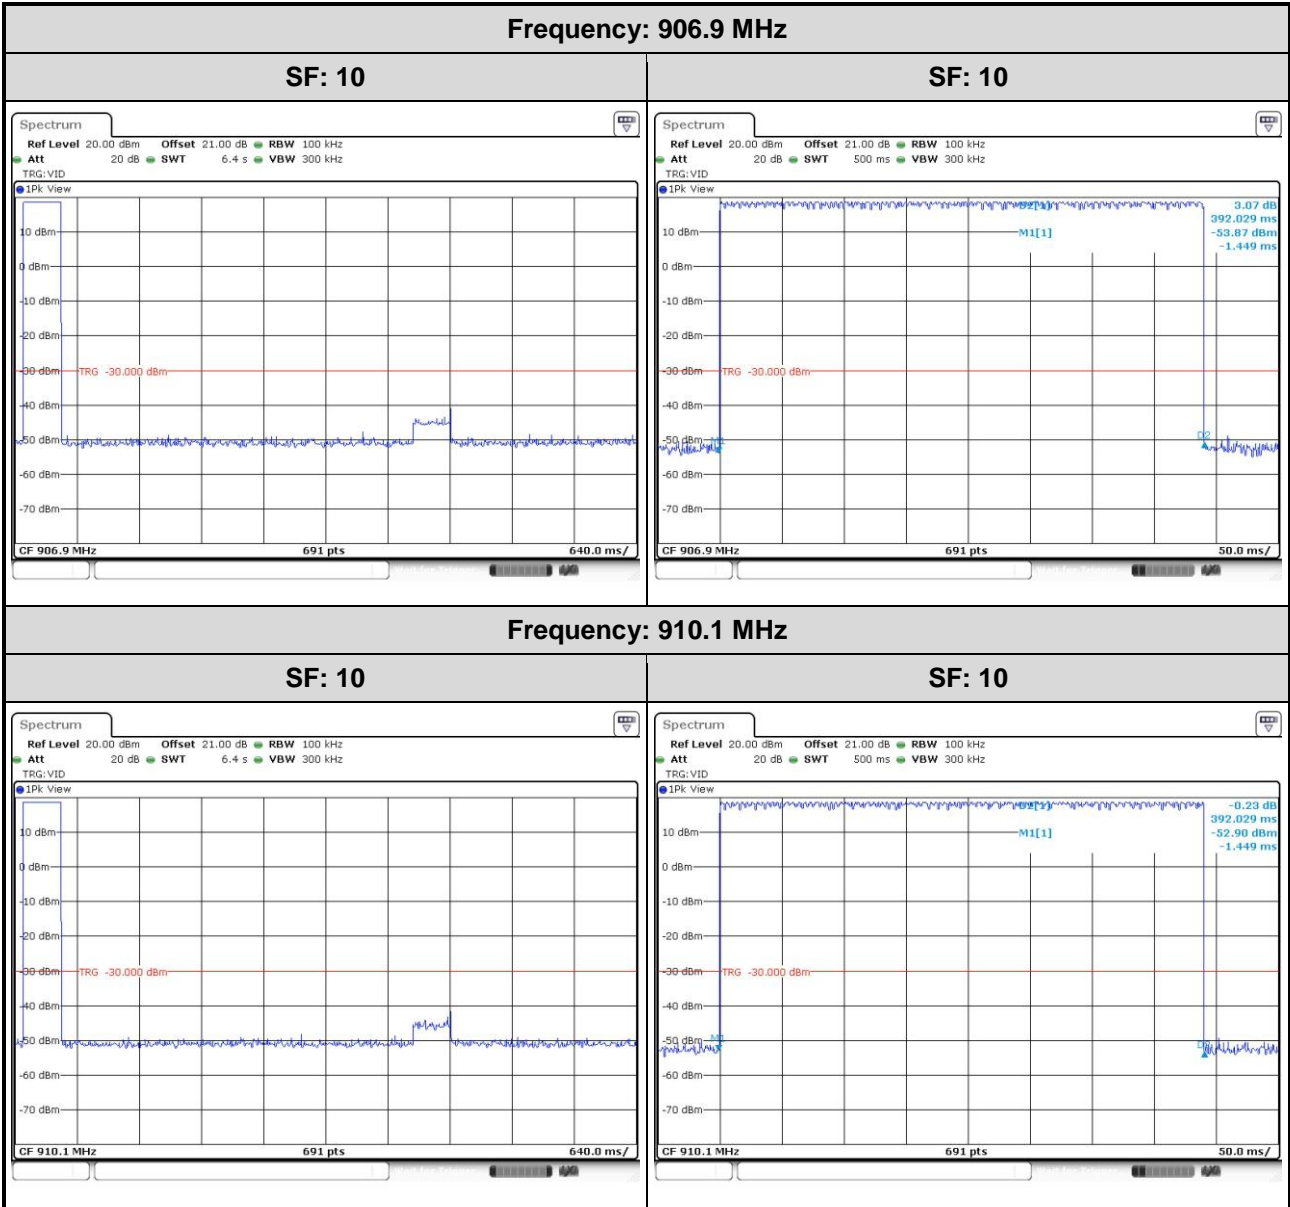 Frequency: 906.9 MHz
SF: 10 SF: 10
Spectrum
Ref Level 20.00 dBm Offset 21.00 dB RBW 100 kHz
Att 20 dB SWT 6.4 s VBW 300 kHz
TRG:VID
1Pk View
10 dBm
0 dBm
-10 dBm
-20 dBm
-30 dBm TRG -30.000 dBm
-40 dBm
-50 dBm
-60 dBm
-70 dBm
CF 906.9 MHz 691 pts 640.0 ms/
Spectrum
Ref Level 20.00 dBm Offset 21.00 dB RBW 100 kHz
Att 20 dB SWT 500 ms VBW 300 kHz
TRG:VID
1Pk View
D2[1] 3.07 dB
392.029 ms
10 dBm M1[1] -53.87 dBm
-1.449 ms
0 dBm
-10 dBm
-20 dBm
-30 dBm TRG -30.000 dBm
-40 dBm
-50 dBm M1 D2
-60 dBm
-70 dBm
CF 906.9 MHz 691 pts 50.0 ms/
Frequency: 910.1 MHz
SF: 10 SF: 10
Spectrum
Ref Level 20.00 dBm Offset 21.00 dB RBW 100 kHz
Att 20 dB SWT 6.4 s VBW 300 kHz
TRG:VID
1Pk View
10 dBm
0 dBm
-10 dBm
-20 dBm
-30 dBm TRG -30.000 dBm
-40 dBm
-50 dBm
-60 dBm
-70 dBm
CF 910.1 MHz 691 pts 640.0 ms/
Spectrum
Ref Level 20.00 dBm Offset 21.00 dB RBW 100 kHz
Att 20 dB SWT 500 ms VBW 300 kHz
TRG:VID
1Pk View
D2[1] -0.23 dB
392.029 ms
10 dBm M1[1] -52.90 dBm
-1.449 ms
0 dBm
-10 dBm
-20 dBm
-30 dBm TRG -30.000 dBm
-40 dBm
-50 dBm M1 D2
-60 dBm
-70 dBm
CF 910.1 MHz 691 pts 50.0 ms/